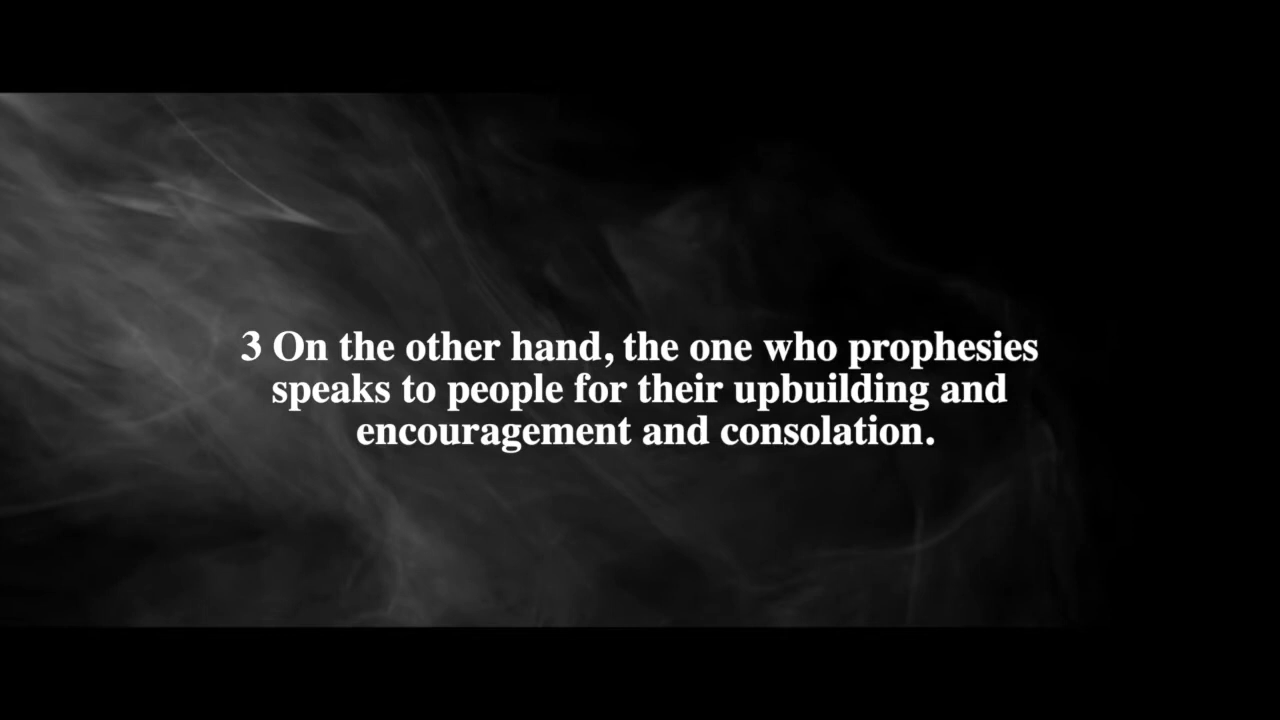 3 On the other hand, the one who prophesies
speaks to people for their upbuilding and
encouragement and consolation.